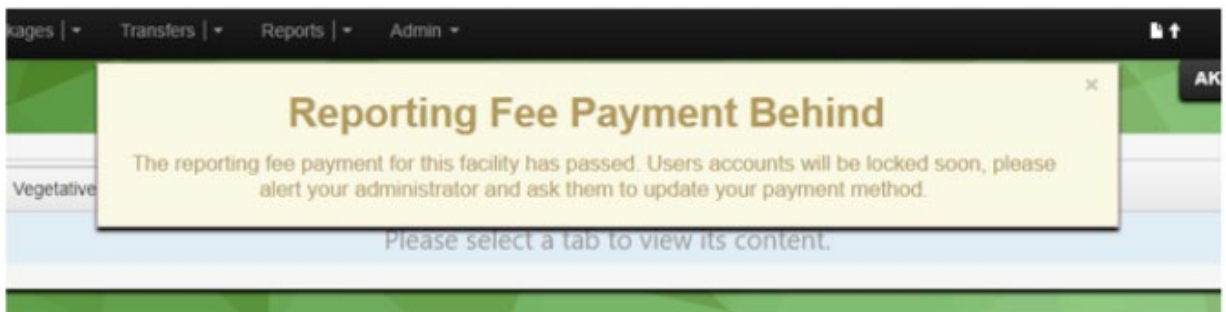 kages | Transfers | Reports | Admin
AK
Reporting Fee Payment Behind
×
The reporting fee payment for this facility has passed. Users accounts will be locked soon, please
alert your administrator and ask them to update your payment method.
Vegetative
Please select a tab to view its content.